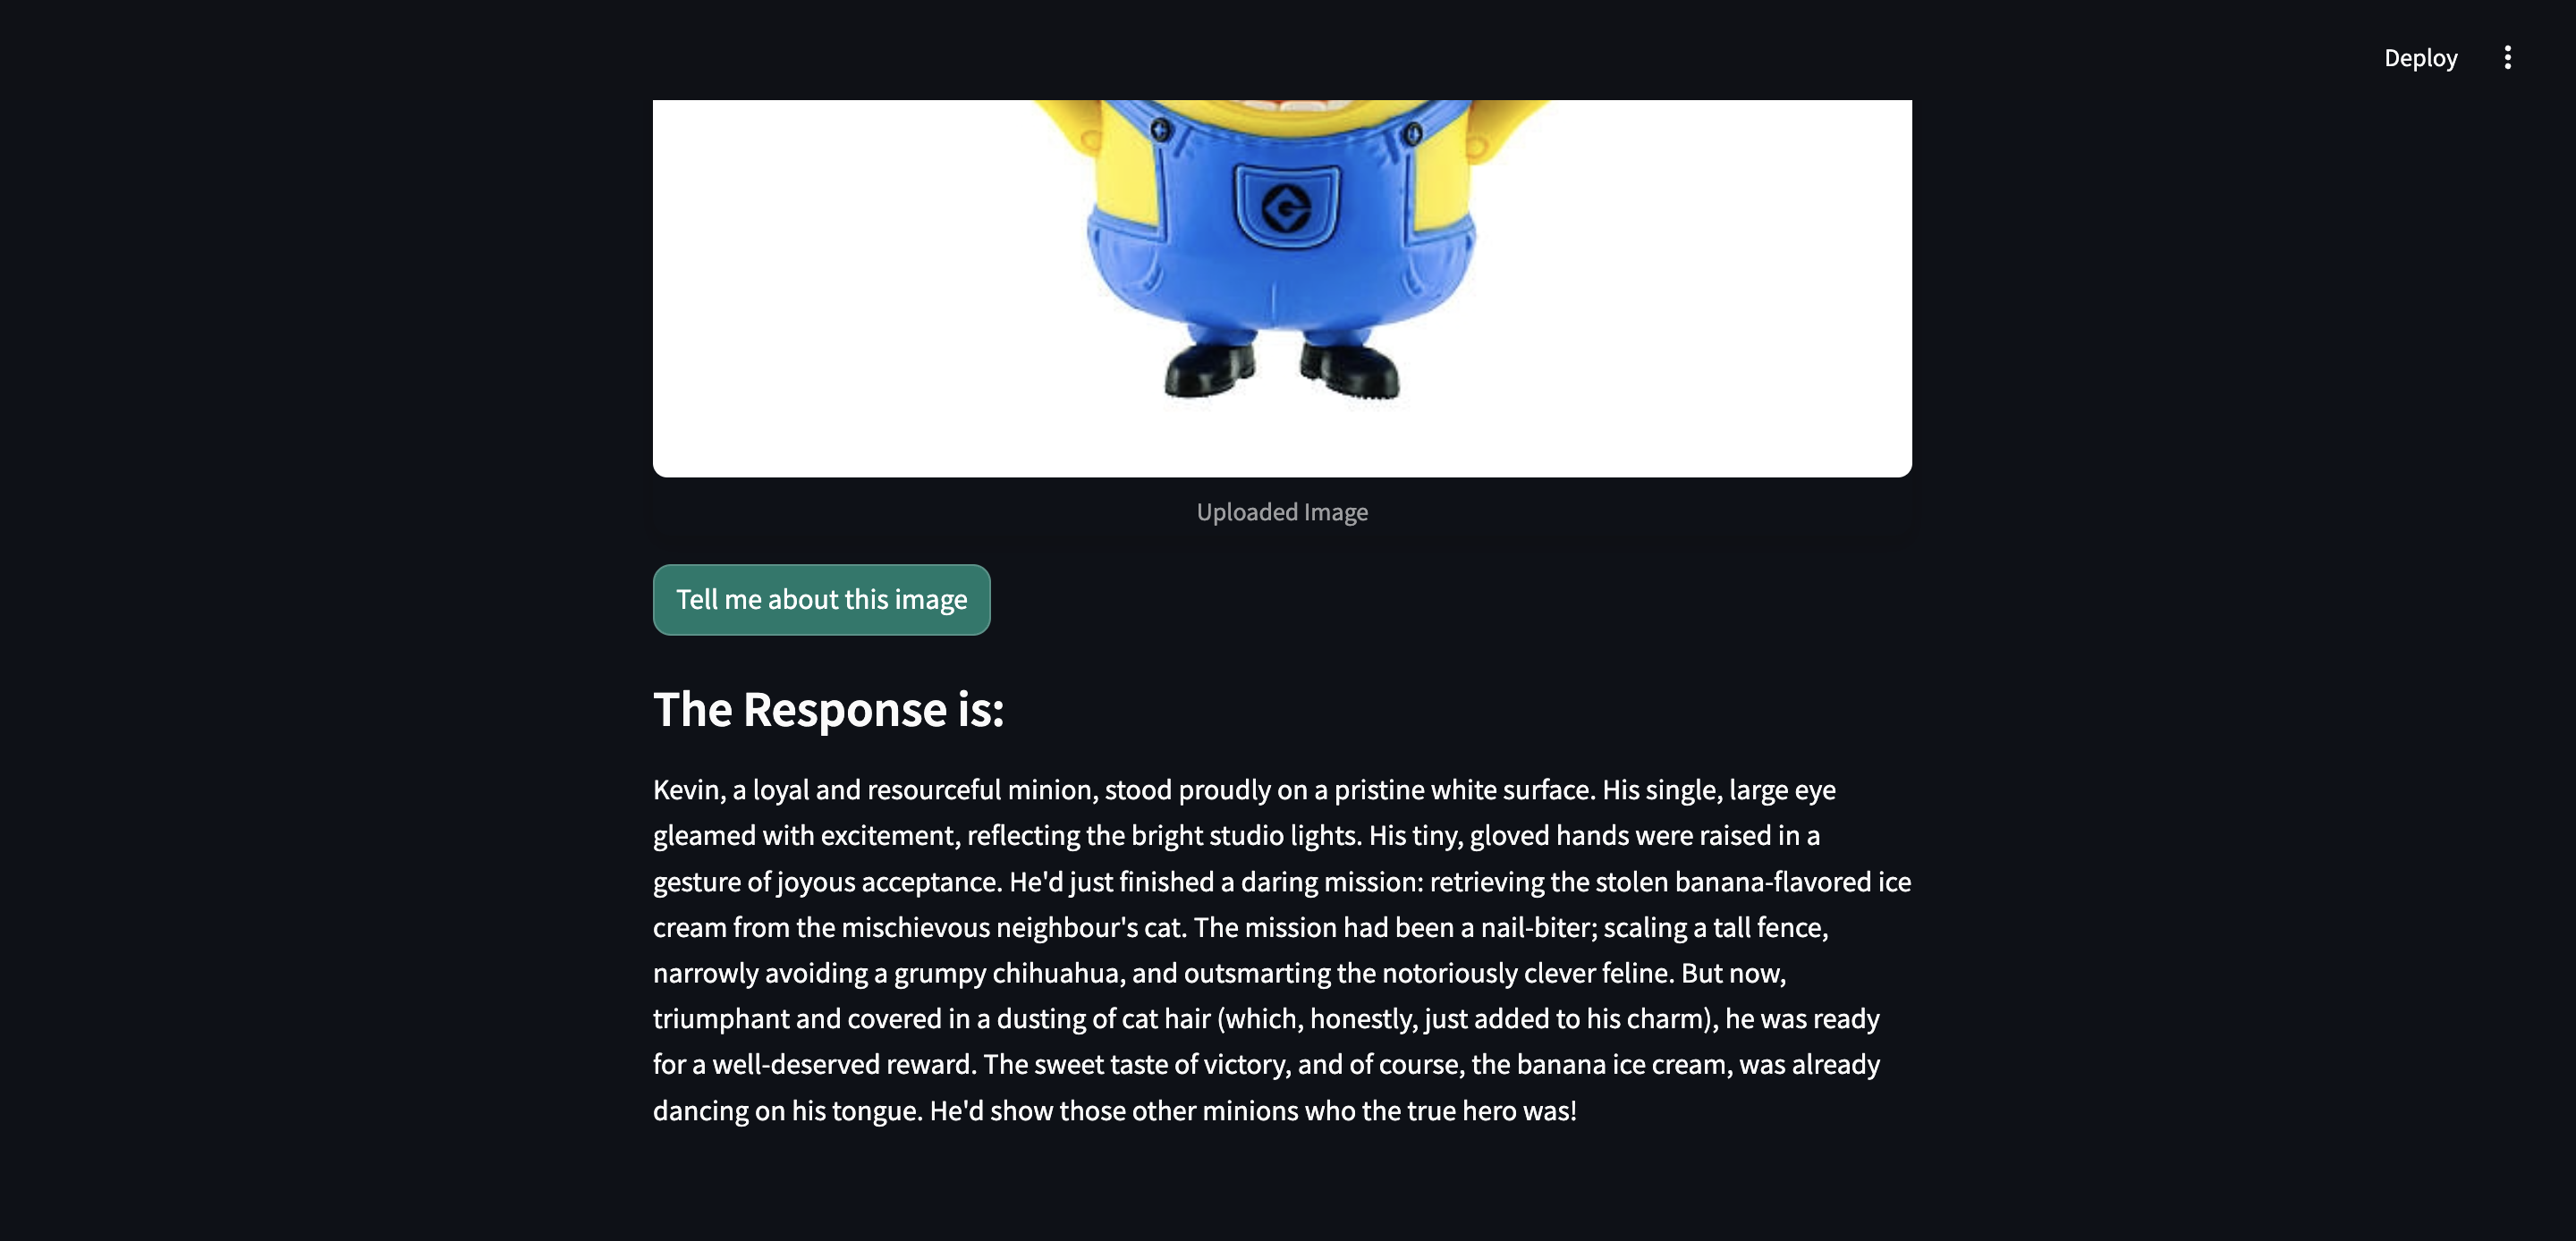 Deploy
Uploaded Image
Tell me about this image
The Response is:
Kevin, a loyal and resourceful minion, stood proudly on a pristine white surface. His single, large eye
gleamed with excitement, reflecting the bright studio lights. His tiny, gloved hands were raised in a
gesture of joyous acceptance. He'd just finished a daring mission: retrieving the stolen banana-flavored ice
cream from the mischievous neighbour's cat. The mission had been a nail-biter; scaling a tall fence,
narrowly avoiding a grumpy chihuahua, and outsmarting the notoriously clever feline. But now,
triumphant and covered in a dusting of cat hair (which, honestly, just added to his charm), he was ready
for a well-deserved reward. The sweet taste of victory, and of course, the banana ice cream, was already
dancing on his tongue. He'd show those other minions who the true hero was!